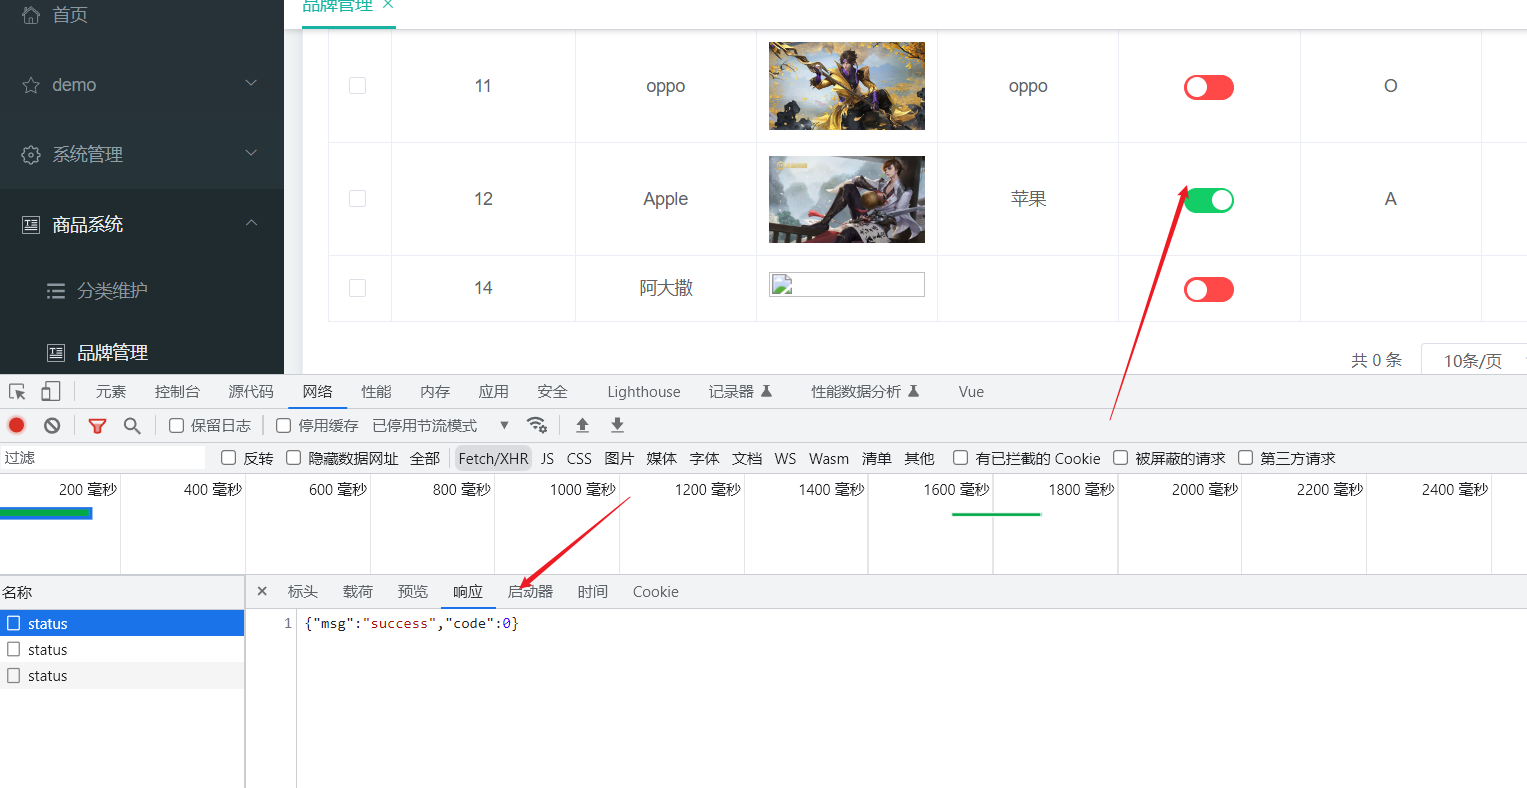 首页
品牌管理 ×
demo
系统管理
商品系统
分类维护
品牌管理
11 oppo oppo O
12 Apple 苹果 A
14 阿大撒
共 0 条 10条/页
元素 控制台 源代码 网络 性能 内存 应用 安全 Lighthouse 记录器 性能数据分析 Vue
保留日志 停用缓存 已停用节流模式
过滤 反转 隐藏数据网址 全部 Fetch/XHR JS CSS 图片 媒体 字体 文档 WS Wasm 清单 其他 有已拦截的 Cookie 被屏蔽的请求 第三方请求
200 毫秒 400 毫秒 600 毫秒 800 毫秒 1000 毫秒 1200 毫秒 1400 毫秒 1600 毫秒 1800 毫秒 2000 毫秒 2200 毫秒 2400 毫秒
名称 × 标头 载荷 预览 响应 启动器 时间 Cookie
status
status
status
1 {"msg":"success","code":0}